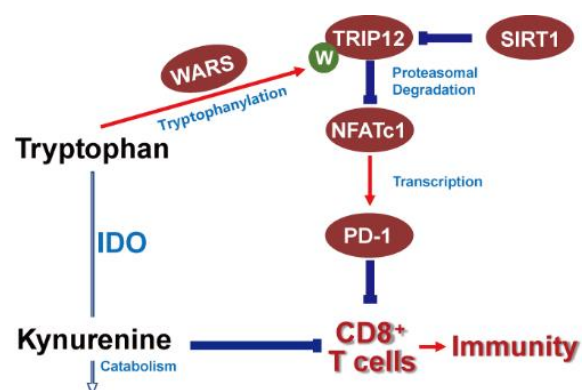 TRIP12
SIRT1
W
WARS
Tryptophanylation
Proteasomal
Degradation
NFATc1
Tryptophan
Transcription
IDO
PD-1
Kynurenine
Catabolism
CD8⁺
T cells
Immunity